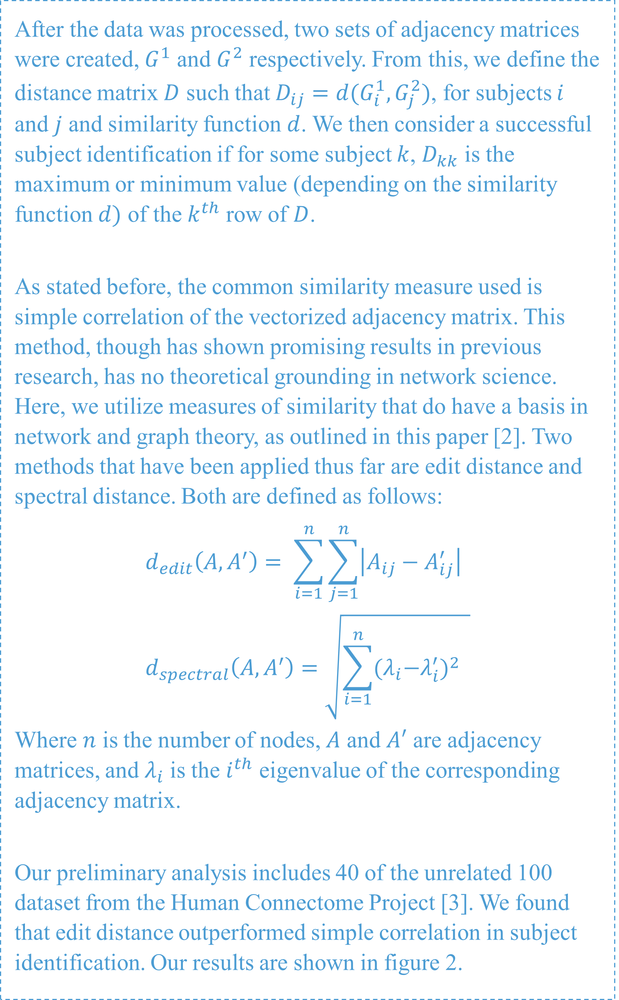 After the data was processed, two sets of adjacency matrices
were created, G¹ and G² respectively. From this, we define the
distance matrix D such that D_{ij} = d(G_i^1, G_j^2), for subjects i
and j and similarity function d. We then consider a successful
subject identification if for some subject k, D_{kk} is the
maximum or minimum value (depending on the similarity
function d) of the k^{th} row of D.
As stated before, the common similarity measure used is
simple correlation of the vectorized adjacency matrix. This
method, though has shown promising results in previous
research, has no theoretical grounding in network science.
Here, we utilize measures of similarity that do have a basis in
network and graph theory, as outlined in this paper [2]. Two
methods that have been applied thus far are edit distance and
spectral distance. Both are defined as follows:
d_{edit}(A, A′) = \sum_{i=1}^{n} \sum_{j=1}^{n} |A_{ij} − A′_{ij}|
d_{spectral}(A, A′) = \sqrt{\sum_{i=1}^{n} (λ_i−λ′_i)^2}
Where n is the number of nodes, A and A′ are adjacency
matrices, and λ_i is the i^{th} eigenvalue of the corresponding
adjacency matrix.
Our preliminary analysis includes 40 of the unrelated 100
dataset from the Human Connectome Project [3]. We found
that edit distance outperformed simple correlation in subject
identification. Our results are shown in figure 2.